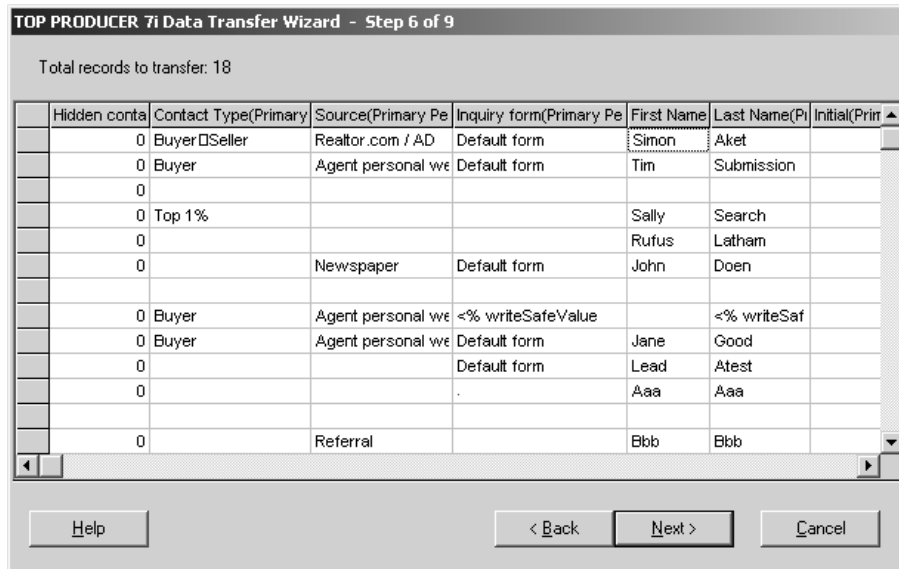 TOP PRODUCER 7i Data Transfer Wizard - Step 6 of 9
Total records to transfer: 18
Hidden conta Contact Type(Primary Source(Primary Pe Inquiry form(Primary Pe First Name Last Name(Pr Initial(Prim
0 Buyer▯Seller Realtor.com / AD Default form Simon Aket
0 Buyer Agent personal we Default form Tim Submission
0
0 Top 1% Sally Search
0 Rufus Latham
0 Newspaper Default form John Doen
0 Buyer Agent personal we <% writeSafeValue <% writeSaf
0 Buyer Agent personal we Default form Jane Good
0 Default form Lead Atest
0 . Aaa Aaa
0 Referral Bbb Bbb
Help < Back Next > Cancel